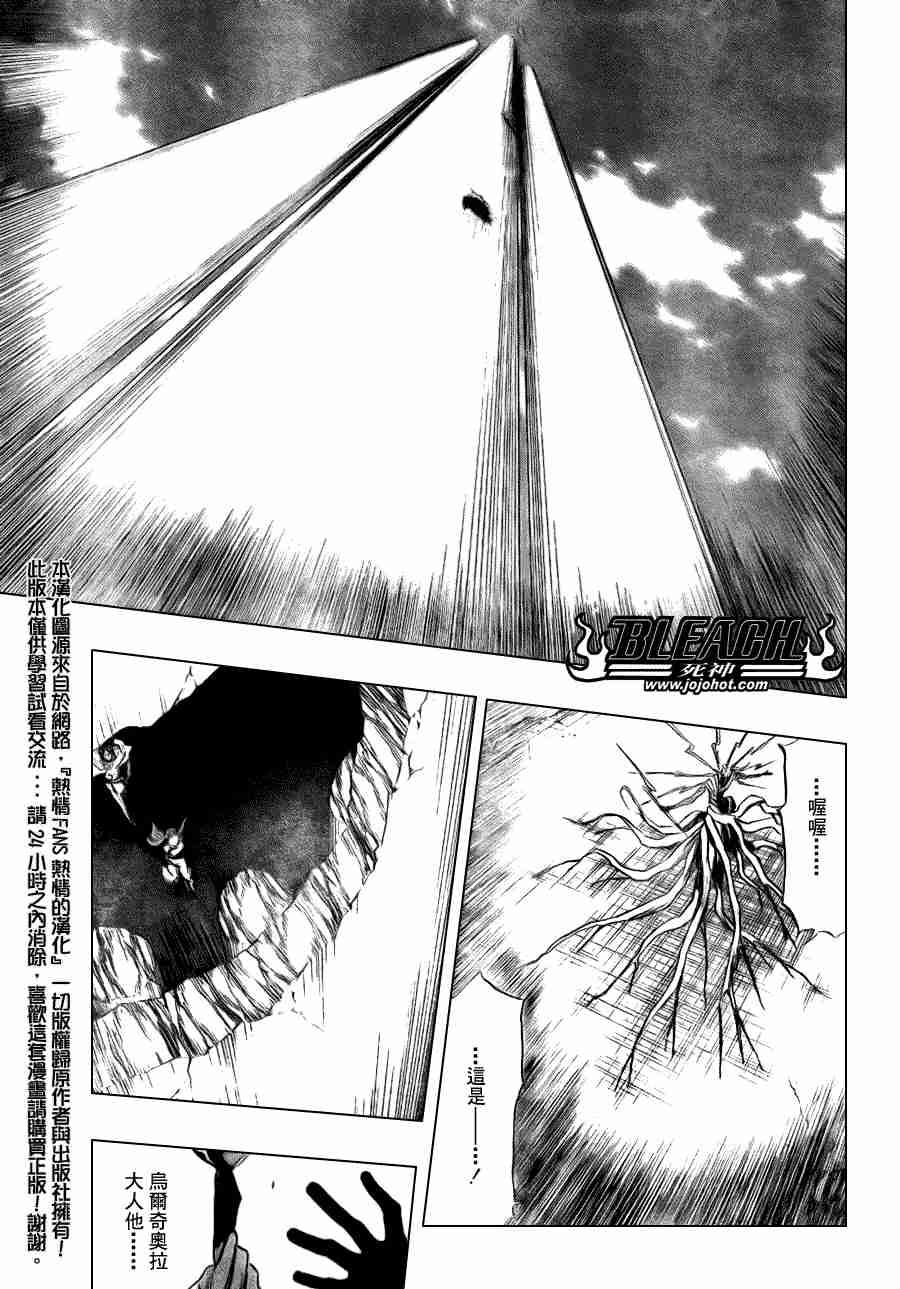 BLEACH
死神
www.jojohot.com
……喔喔……
……這是——……！
烏爾奇奧拉
大人他………
本漢化圖源來自於網路，『熱情FANS熱情的漢化』一切版權歸原作者與出版社擁有！
此版本僅供學習試看交流… 請24小時之內消除，喜歡這套漫畫請購買正版！謝謝。